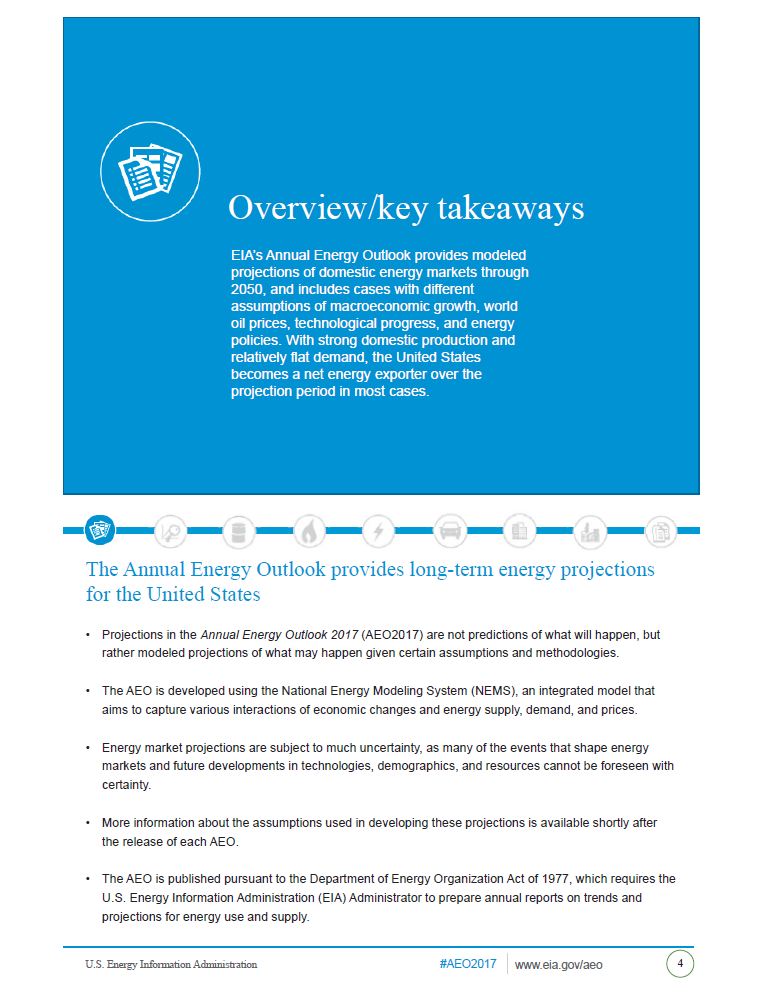 Overview/key takeaways
EIA's Annual Energy Outlook provides modeled
projections of domestic energy markets through
2050, and includes cases with different
assumptions of macroeconomic growth, world
oil prices, technological progress, and energy
policies. With strong domestic production and
relatively flat demand, the United States
becomes a net energy exporter over the
projection period in most cases.
The Annual Energy Outlook provides long-term energy projections
for the United States
• Projections in the Annual Energy Outlook 2017 (AEO2017) are not predictions of what will happen, but
rather modeled projections of what may happen given certain assumptions and methodologies.
• The AEO is developed using the National Energy Modeling System (NEMS), an integrated model that
aims to capture various interactions of economic changes and energy supply, demand, and prices.
• Energy market projections are subject to much uncertainty, as many of the events that shape energy
markets and future developments in technologies, demographics, and resources cannot be foreseen with
certainty.
• More information about the assumptions used in developing these projections is available shortly after
the release of each AEO.
• The AEO is published pursuant to the Department of Energy Organization Act of 1977, which requires the
U.S. Energy Information Administration (EIA) Administrator to prepare annual reports on trends and
projections for energy use and supply.
U.S. Energy Information Administration
#AEO2017
www.eia.gov/aeo
4